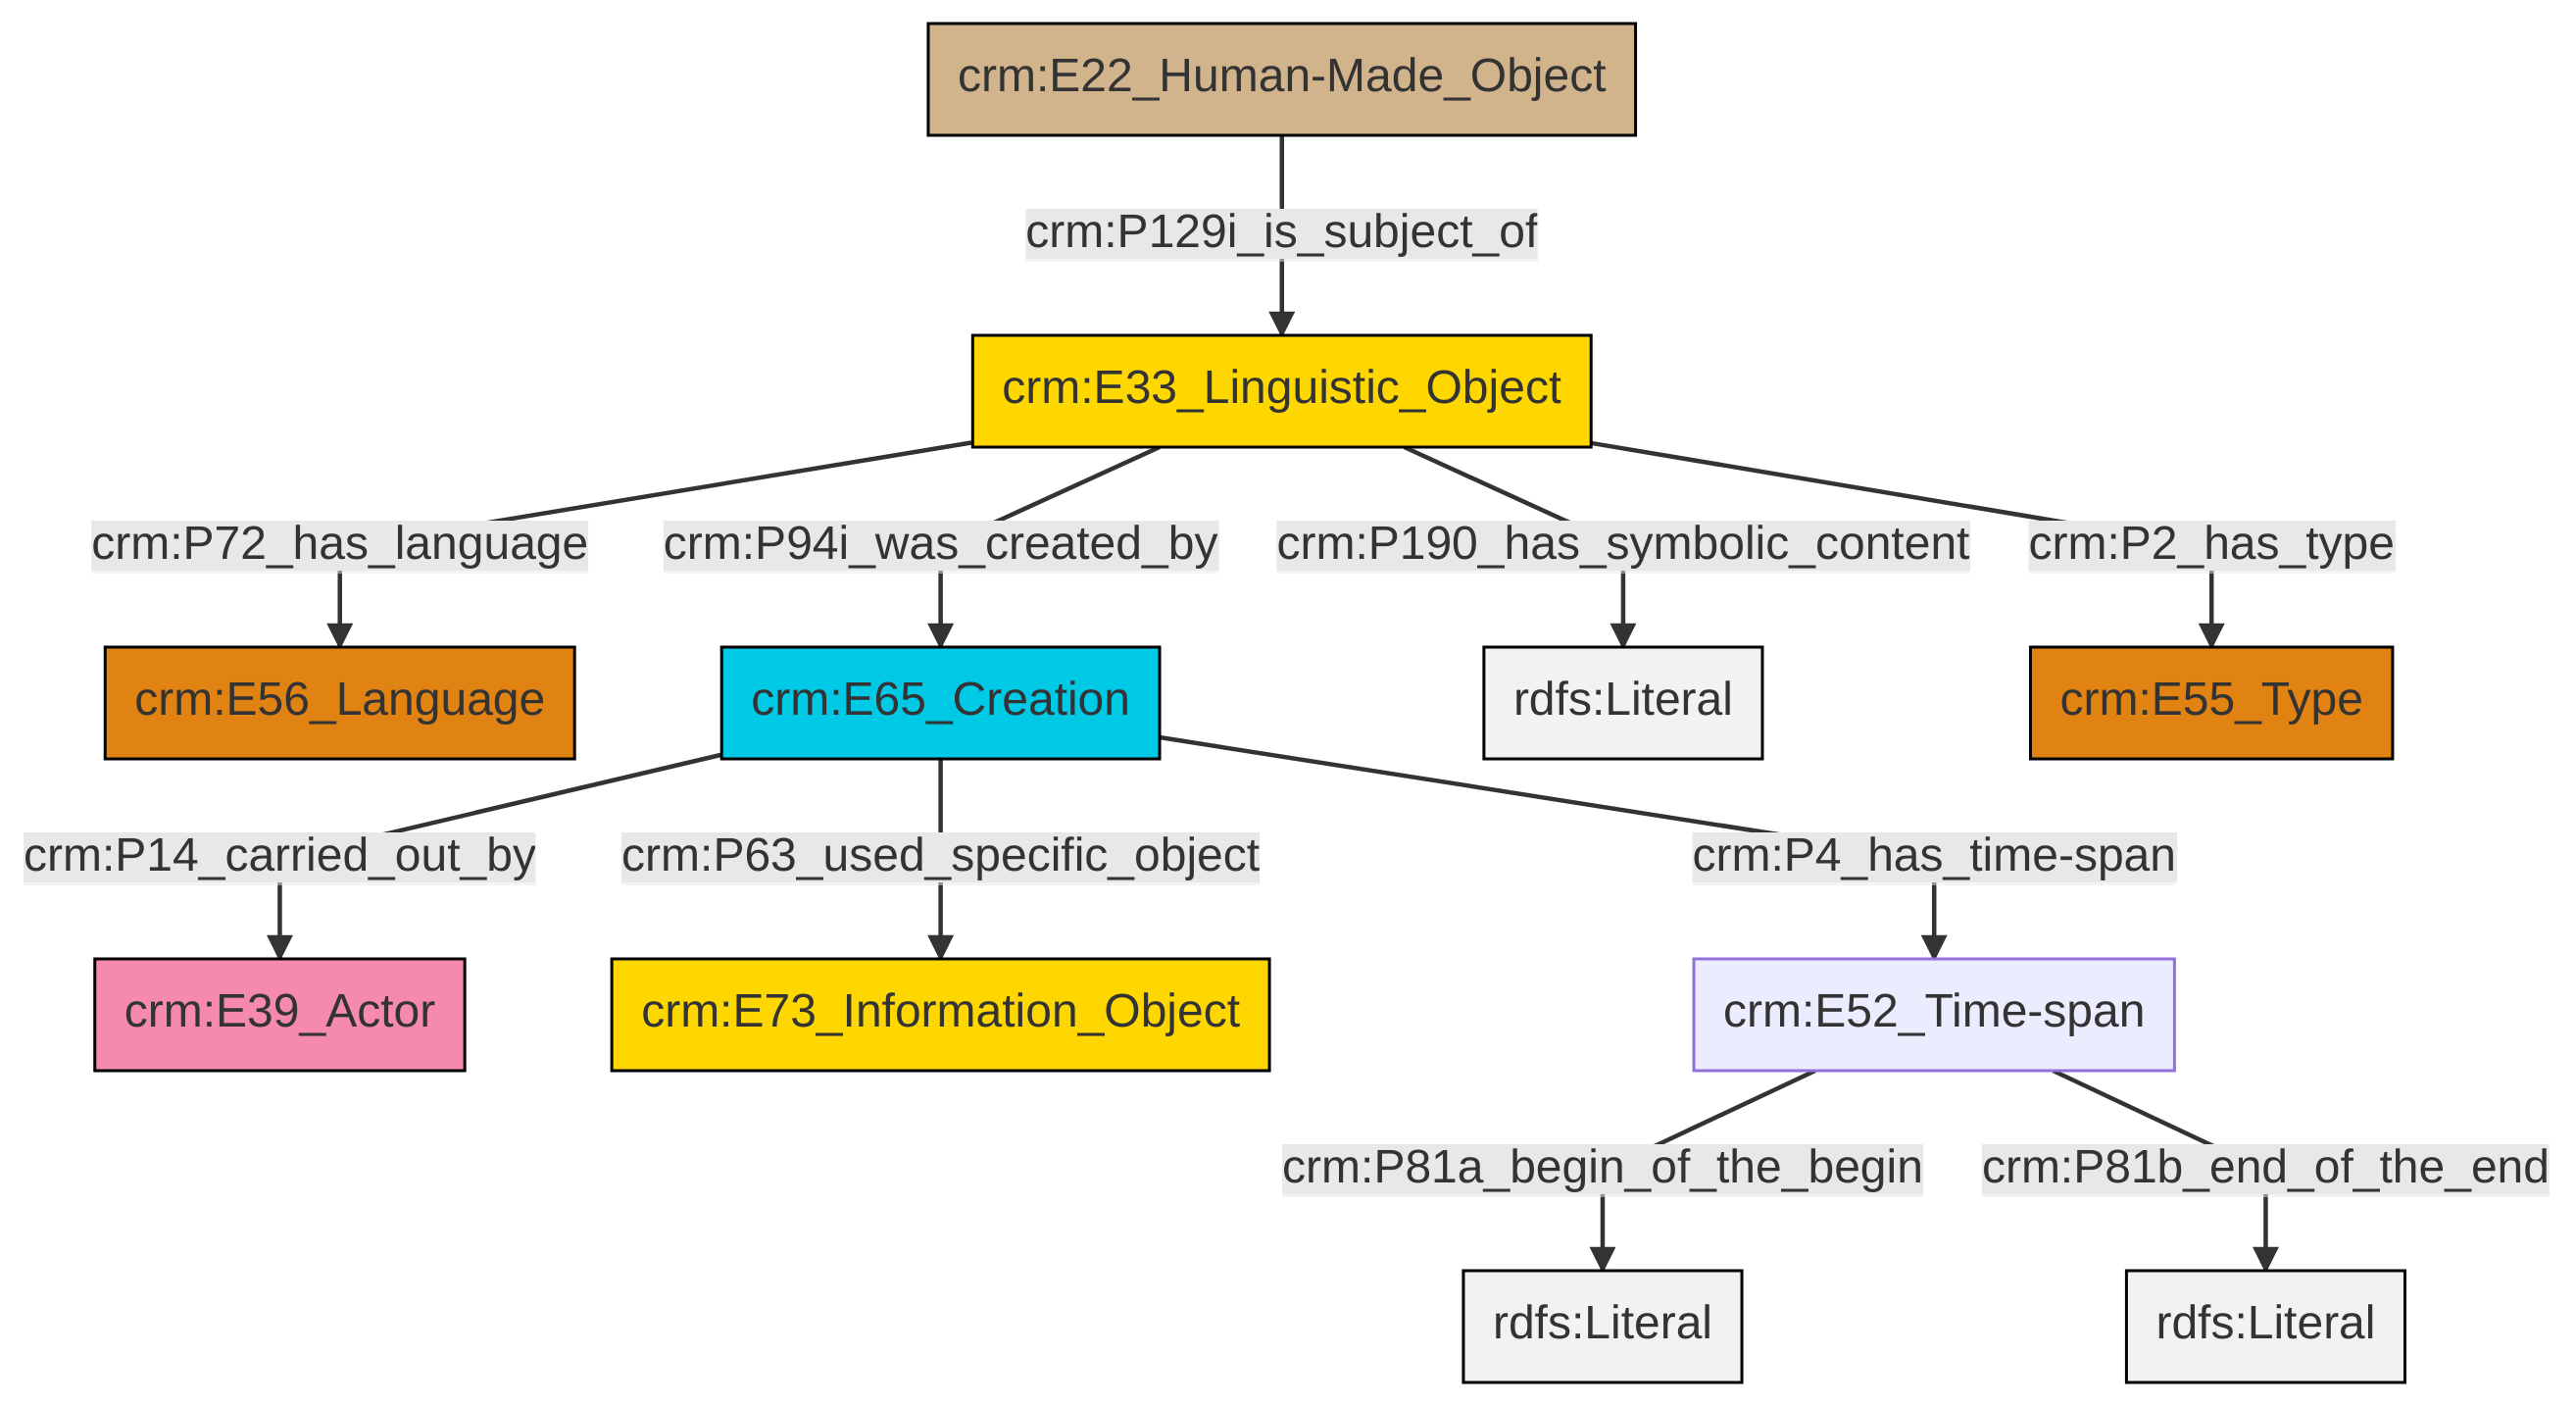 crm:E22_Human-Made_Object
crm:P129i_is_subject_of
crm:E33_Linguistic_Object
crm:P72_has_language
crm:P94i_was_created_by
crm:P190_has_symbolic_content
crm:P2_has_type
crm:E56_Language
crm:E65_Creation
rdfs:Literal
crm:E55_Type
crm:P14_carried_out_by
crm:P63_used_specific_object
crm:P4_has_time-span
crm:E39_Actor
crm:E73_Information_Object
crm:E52_Time-span
crm:P81a_begin_of_the_begin
crm:P81b_end_of_the_end
rdfs:Literal
rdfs:Literal